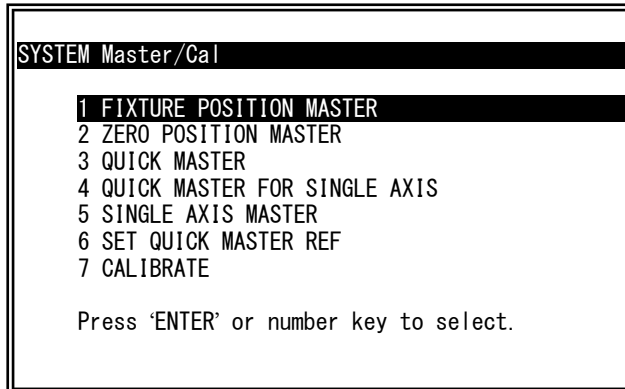 SYSTEM Master/Cal
1 FIXTURE POSITION MASTER
2 ZERO POSITION MASTER
3 QUICK MASTER
4 QUICK MASTER FOR SINGLE AXIS
5 SINGLE AXIS MASTER
6 SET QUICK MASTER REF
7 CALIBRATE
Press ‘ENTER’ or number key to select.